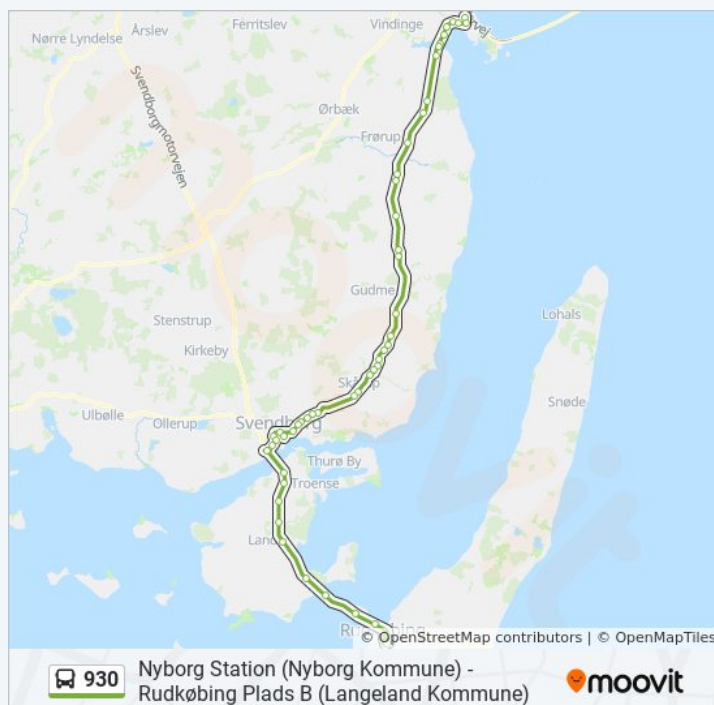 Nørre Lyndelse
Årslev
Ferritslev
Vindinge
Svendborgmotorvejen
Ørbæk
Frørup
Gudme
Stenstrup
Kirkeby
Lohals
Snøde
Ulbølle
Ollerup
Svendborg
Thurø By
Troense
© OpenStreetMap contributors | © OpenMapTiles
930
Nyborg Station (Nyborg Kommune) -
Rudkøbing Plads B (Langeland Kommune)
moovit